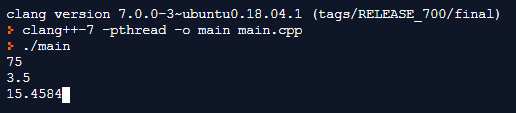 clang version 7.0.0-3~ubuntu0.18.04.1 (tags/RELEASE_700/final)
> clang++-7 -pthread -o main main.cpp
> ./main
75
3.5
15.4584